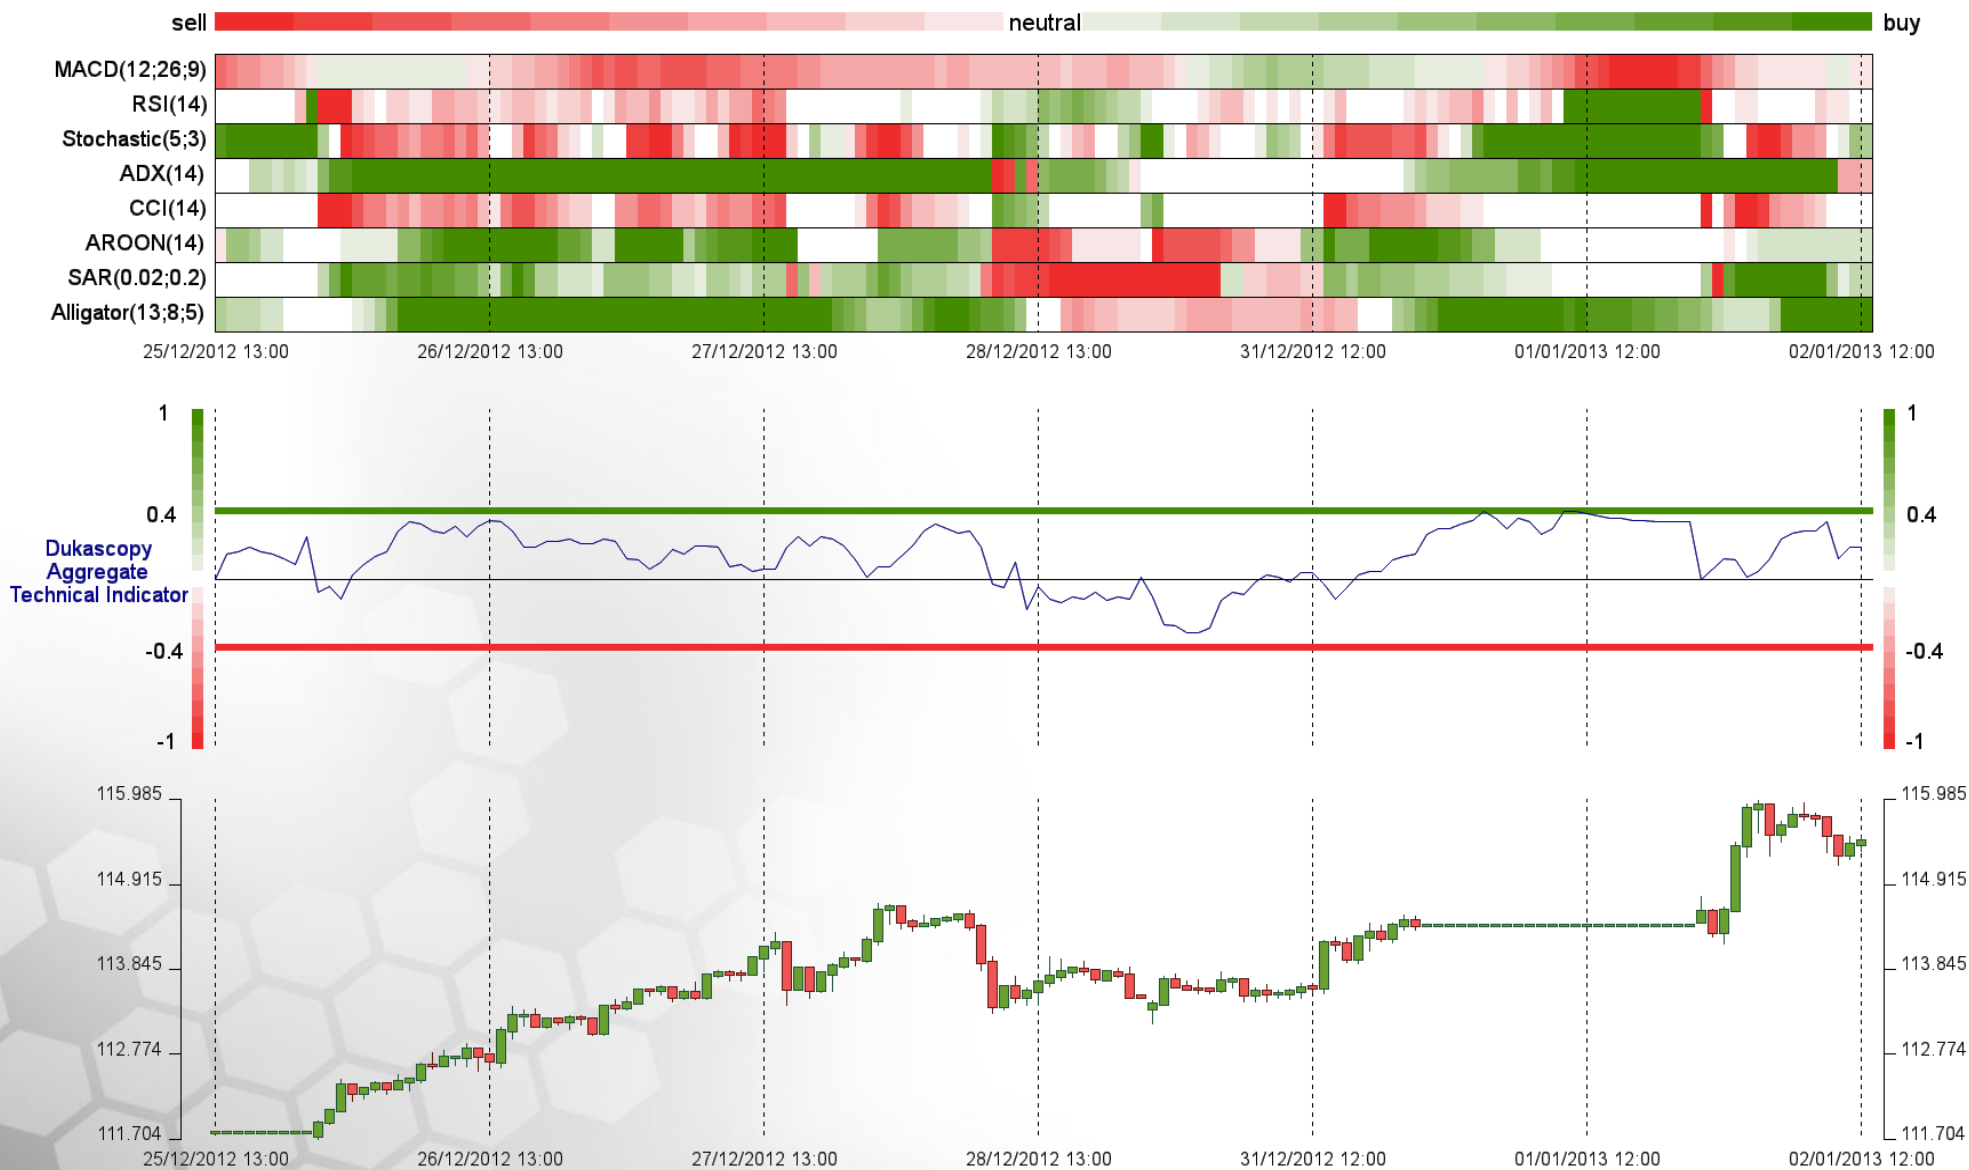 sell neutral buy
MACD(12;26;9)
RSI(14)
Stochastic(5;3)
ADX(14)
CCI(14)
AROON(14)
SAR(0.02;0.2)
Alligator(13;8;5)
25/12/2012 13:00 26/12/2012 13:00 27/12/2012 13:00 28/12/2012 13:00 31/12/2012 12:00 01/01/2013 12:00 02/01/2013 12:00
1 1
0.4 0.4
Dukascopy
Aggregate
Technical Indicator
-0.4 -0.4
-1 -1
115.985 115.985
114.915 114.915
113.845 113.845
112.774 112.774
111.704 111.704
25/12/2012 13:00 26/12/2012 13:00 27/12/2012 13:00 28/12/2012 13:00 31/12/2012 12:00 01/01/2013 12:00 02/01/2013 12:00